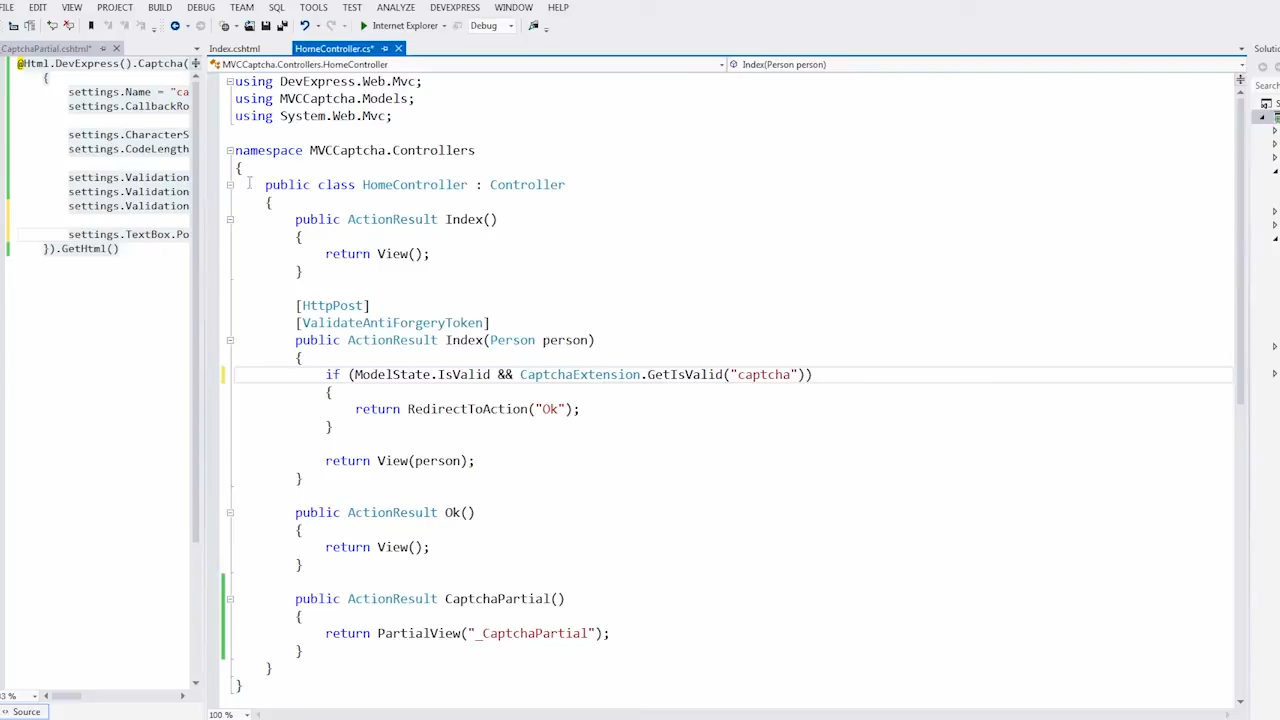 FILE EDIT VIEW PROJECT BUILD DEBUG TEAM SQL TOOLS TEST ANALYZE DEVEXPRESS WINDOW HELP
Internet Explorer Debug
CaptchaPartial.cshtml*
@Html.DevExpress().Captcha(
{
settings.Name = "ca
settings.CallbackRo
settings.CharacterS
settings.CodeLength
settings.Validation
settings.Validation
settings.Validation
settings.TextBox.Po
}).GetHtml()
Source
Index.cshtml HomeController.cs*
MVCCaptcha.Controllers.HomeController Index(Person person)
using DevExpress.Web.Mvc;
using MVCCaptcha.Models;
using System.Web.Mvc;
namespace MVCCaptcha.Controllers
{
public class HomeController : Controller
{
public ActionResult Index()
{
return View();
}
[HttpPost]
[ValidateAntiForgeryToken]
public ActionResult Index(Person person)
{
if (ModelState.IsValid && CaptchaExtension.GetIsValid("captcha"))
{
return RedirectToAction("Ok");
}
return View(person);
}
public ActionResult Ok()
{
return View();
}
public ActionResult CaptchaPartial()
{
return PartialView("_CaptchaPartial");
}
}
}
100 %
Soluti
Search